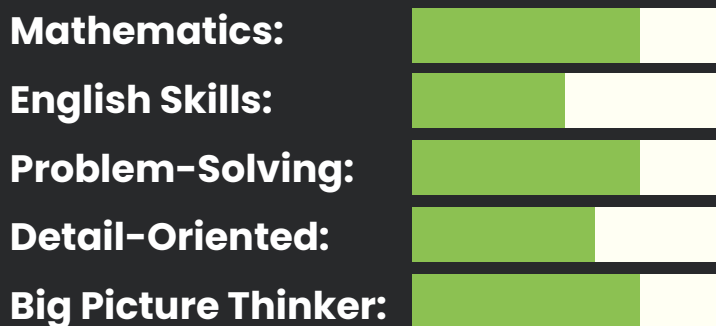 Mathematics:
English Skills:
Problem-Solving:
Detail-Oriented:
Big Picture Thinker: